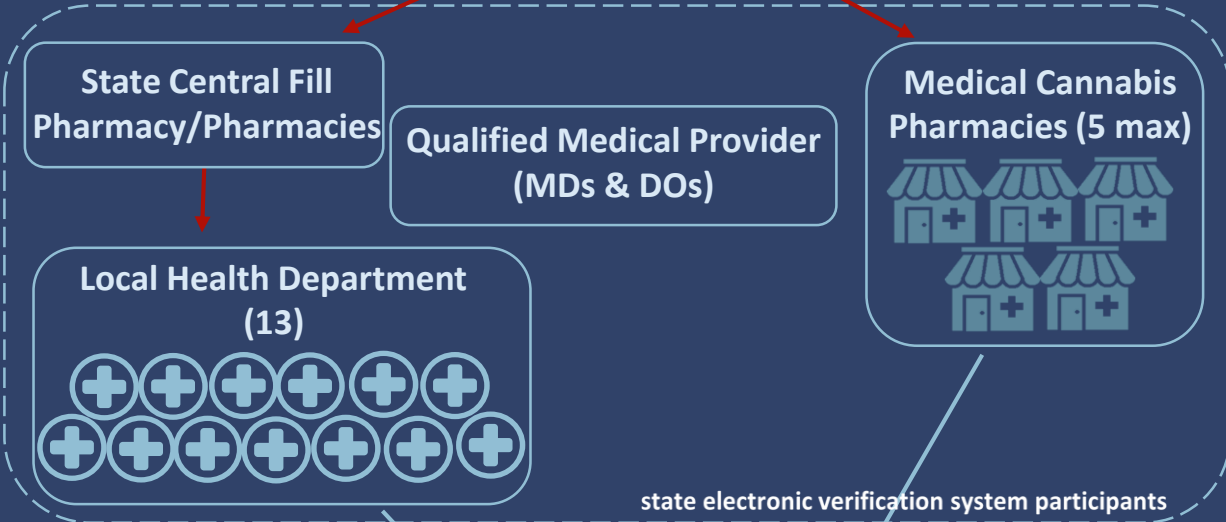 State Central Fill
Pharmacy/Pharmacies
Qualified Medical Provider
(MDs & DOs)
Medical Cannabis
Pharmacies (5 max)
Local Health Department
(13)
state electronic verification system participants